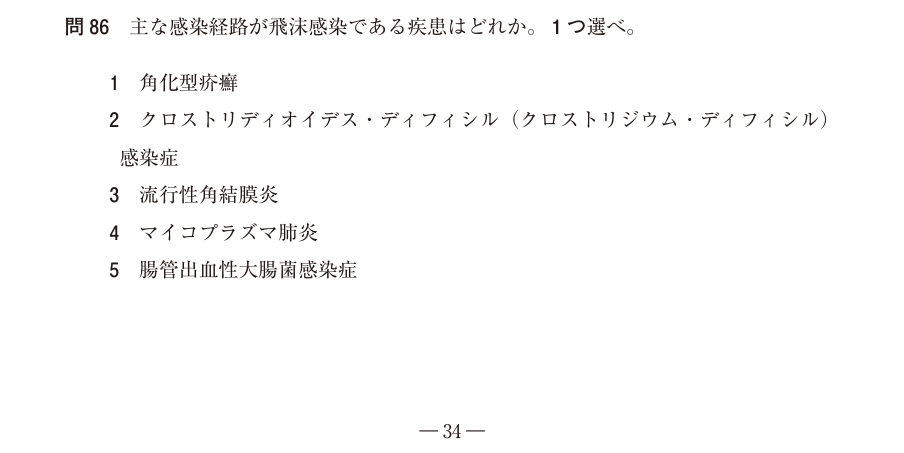 問 86 主な感染経路が飛沫感染である疾患はどれか。1つ選べ。
1 角化型疥癬
2 クロストリディオイデス・ディフィシル（クロストリジウム・ディフィシル）
感染症
3 流行性角結膜炎
4 マイコプラズマ肺炎
5 腸管出血性大腸菌感染症
— 34 —